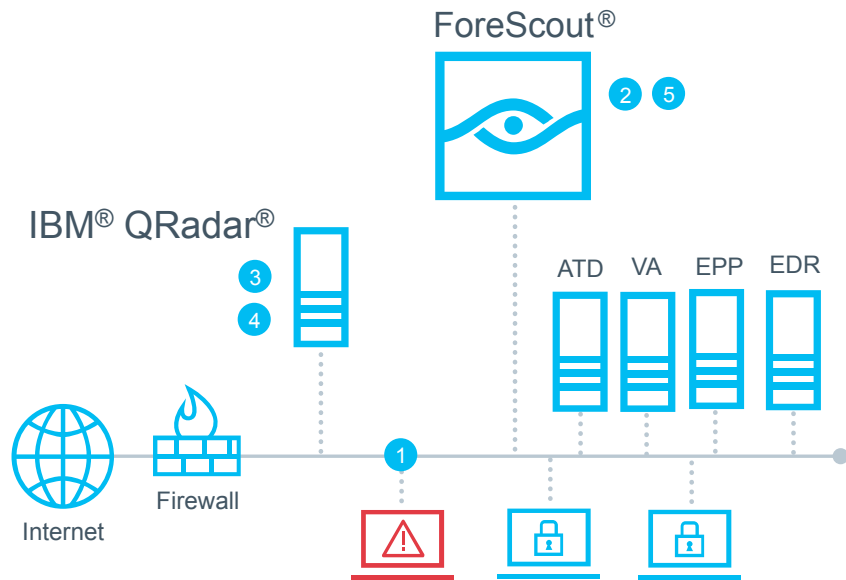 ForeScout®
2 5
IBM® QRadar®
3
4
ATD VA EPP EDR
1
Internet
Firewall